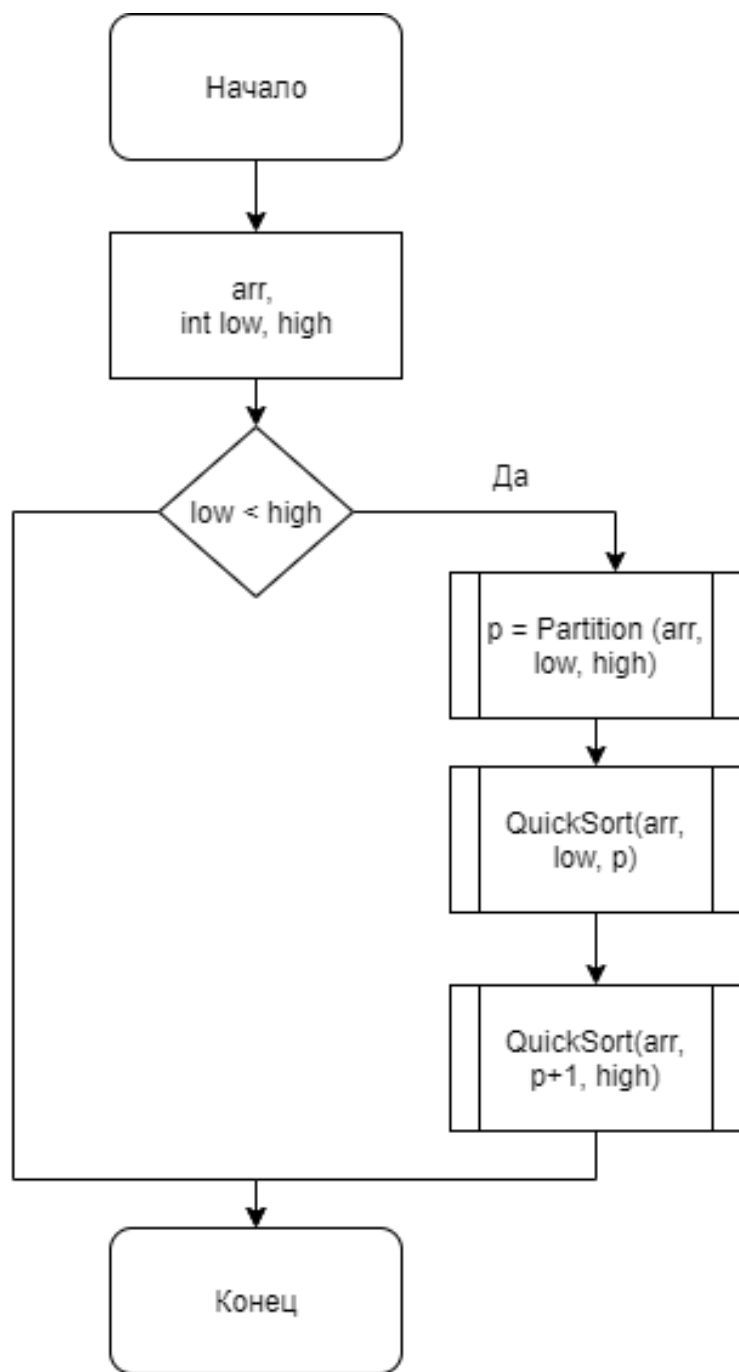 Начало
arr,
int low, high
low < high
Да
p = Partition (arr,
low, high)
QuickSort(arr,
low, p)
QuickSort(arr,
p+1, high)
Конец